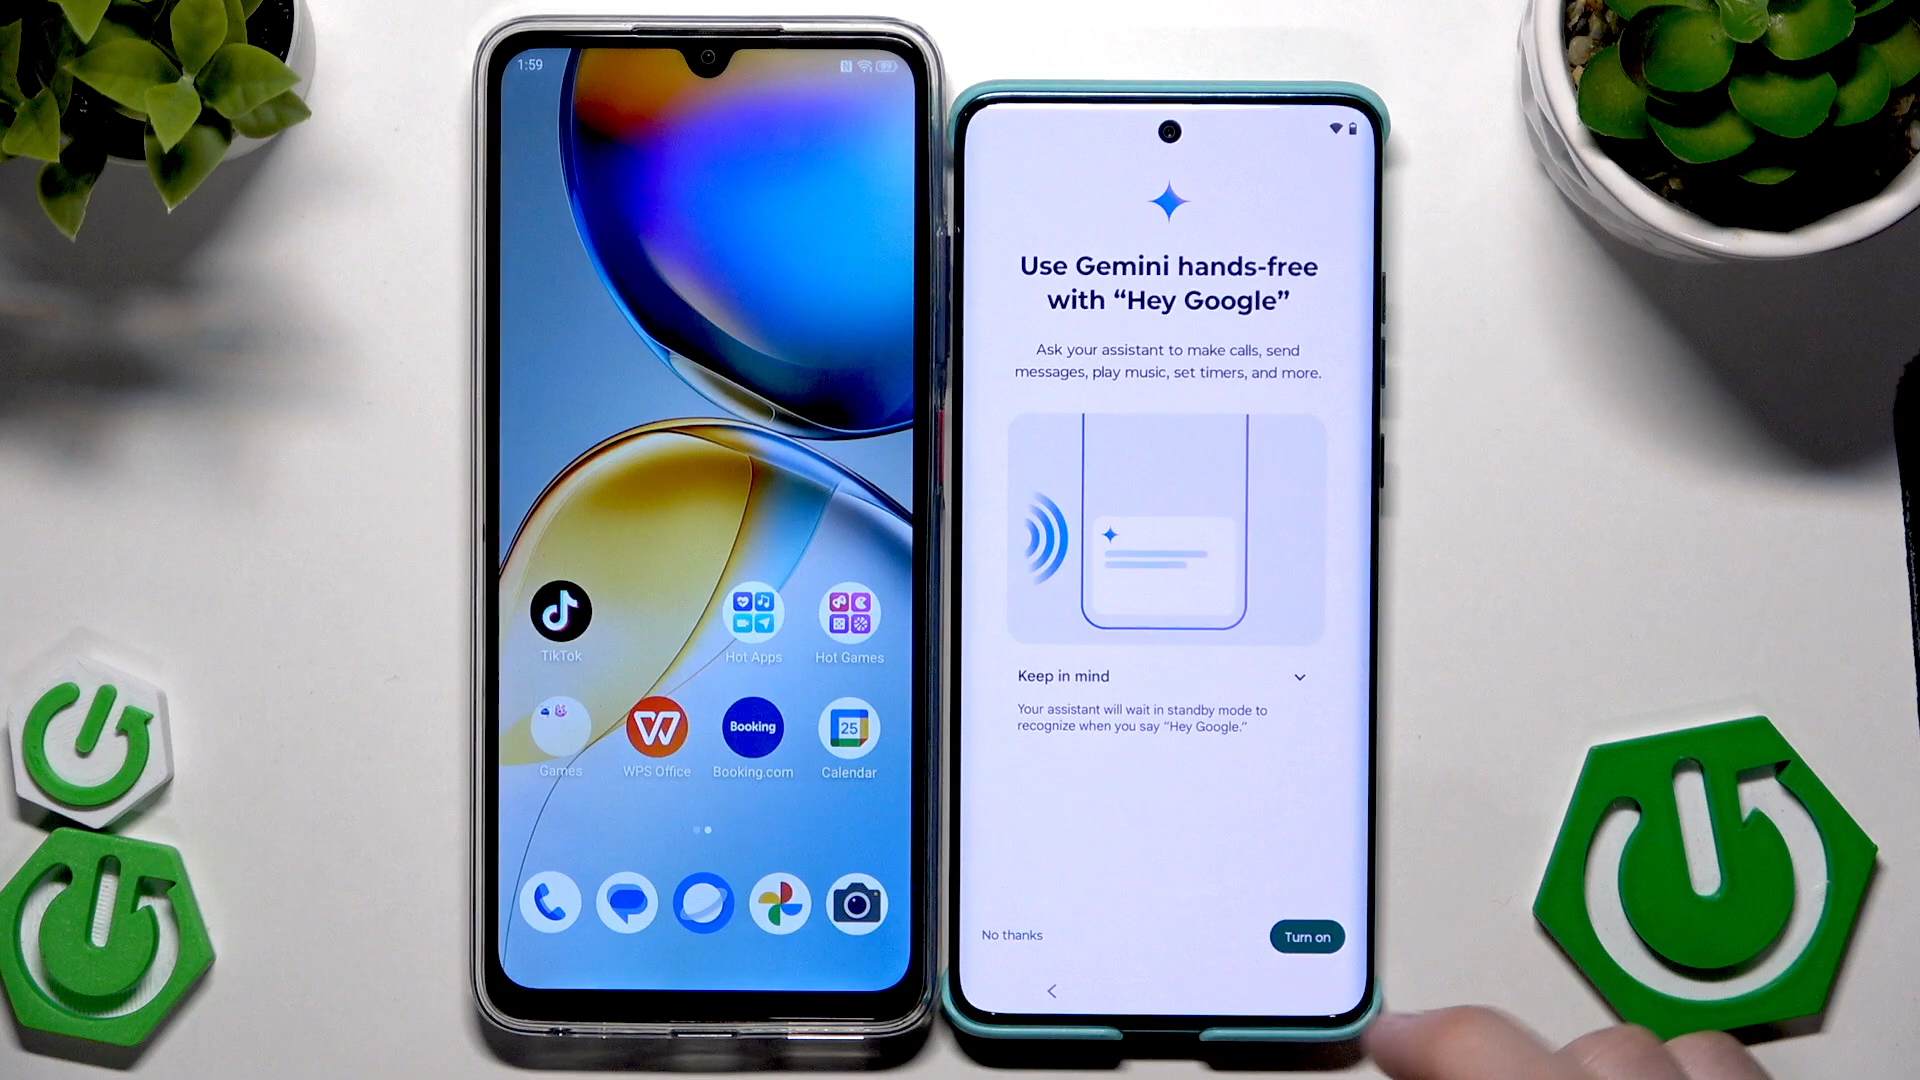 1:59
TikTok
Hot Apps
Hot Games
Games
WPS Office
Booking
Booking.com
25
Calendar
Use Gemini hands-free
with “Hey Google”
Ask your assistant to make calls, send
messages, play music, set timers, and more.
Keep in mind
Your assistant will wait in standby mode to
recognize when you say “Hey Google.”
No thanks
Turn on